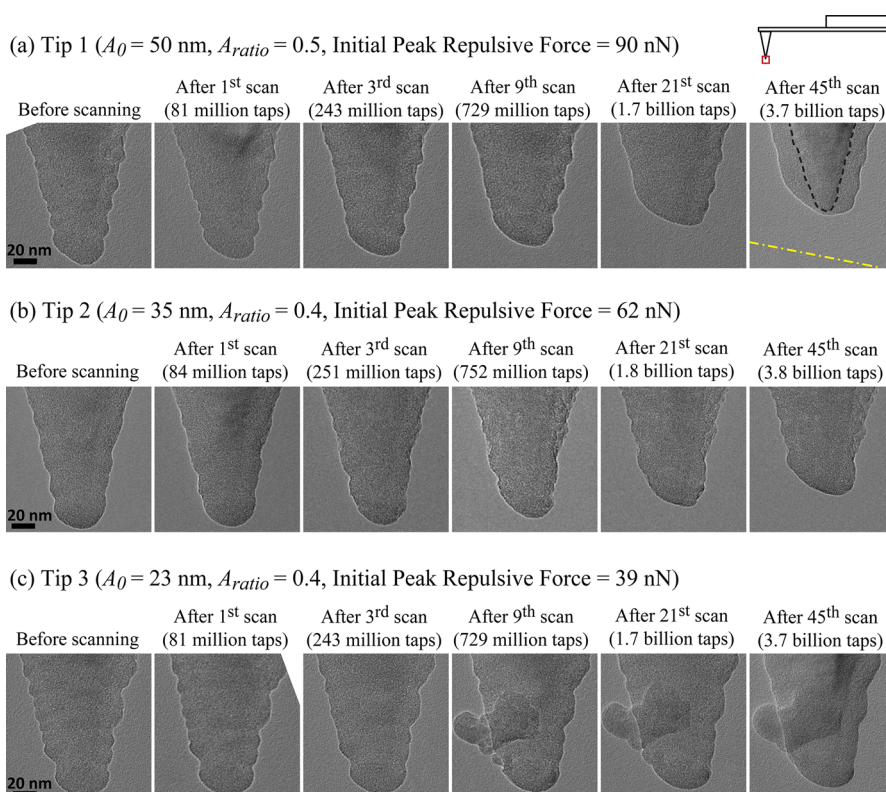 (a) Tip 1 (A0 = 50 nm, Aratio = 0.5, Initial Peak Repulsive Force = 90 nN)
Before scanning
After 1st scan
(81 million taps)
After 3rd scan
(243 million taps)
After 9th scan
(729 million taps)
After 21st scan
(1.7 billion taps)
After 45th scan
(3.7 billion taps)
20 nm
(b) Tip 2 (A0 = 35 nm, Aratio = 0.4, Initial Peak Repulsive Force = 62 nN)
Before scanning
After 1st scan
(84 million taps)
After 3rd scan
(251 million taps)
After 9th scan
(752 million taps)
After 21st scan
(1.8 billion taps)
After 45th scan
(3.8 billion taps)
20 nm
(c) Tip 3 (A0 = 23 nm, Aratio = 0.4, Initial Peak Repulsive Force = 39 nN)
Before scanning
After 1st scan
(81 million taps)
After 3rd scan
(243 million taps)
After 9th scan
(729 million taps)
After 21st scan
(1.7 billion taps)
After 45th scan
(3.7 billion taps)
20 nm